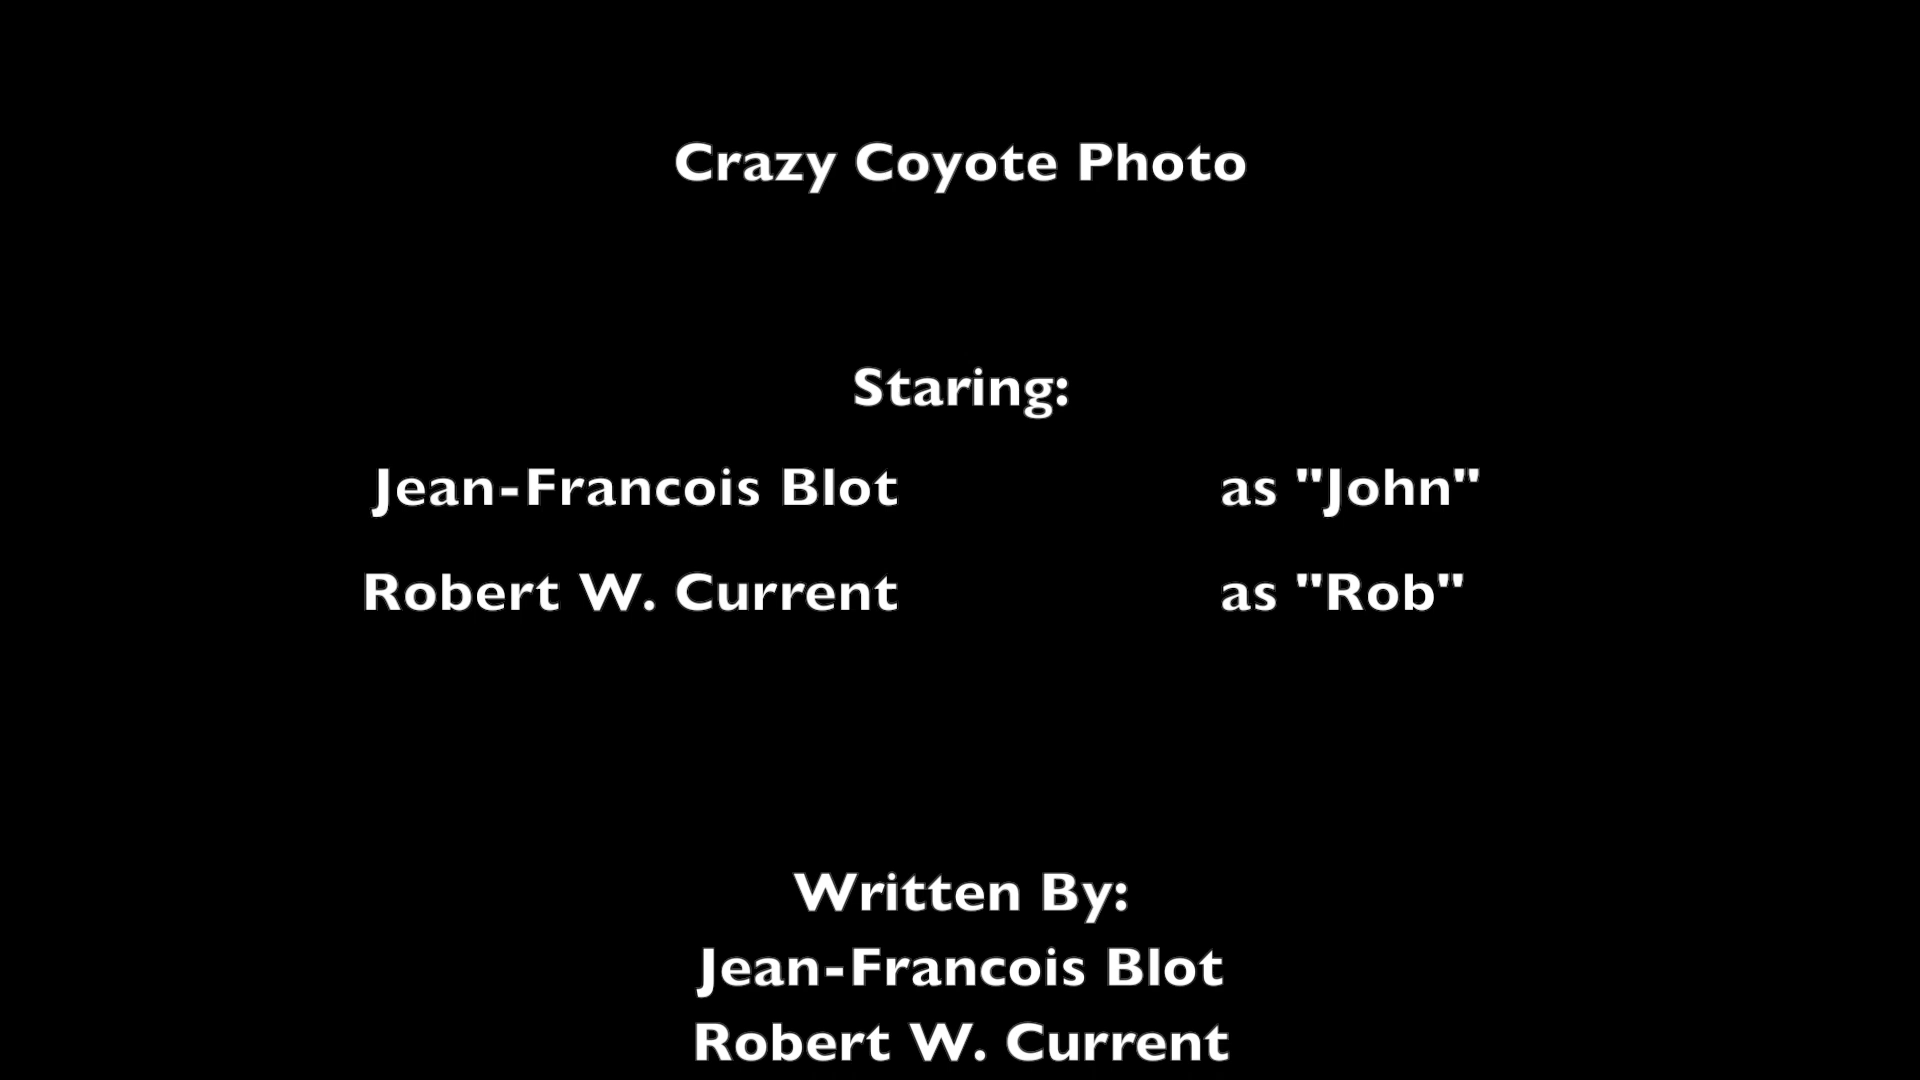 Crazy Coyote Photo
Staring:
Jean-Francois Blot as "John"
Robert W. Current as "Rob"
Written By:
Jean-Francois Blot
Robert W. Current